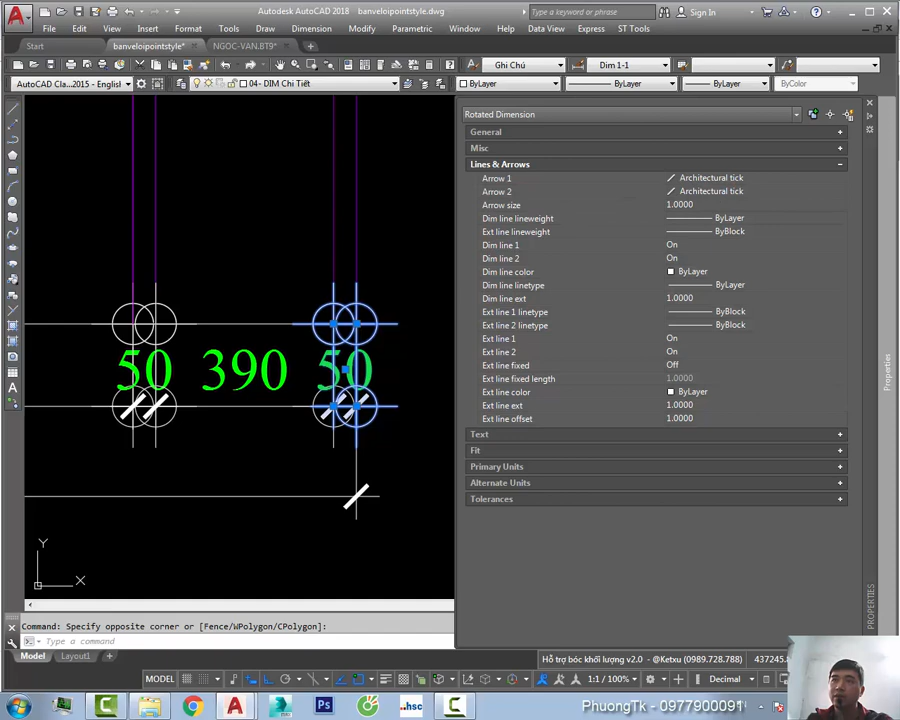 Autodesk AutoCAD 2018 banveloipointstyle.dwg
Type a keyword or phrase
Sign In
File Edit View Insert Format Tools Draw Dimension Modify Parametric Window Help Data View Express ST Tools
Start banveloipointstyle* NGOC-VAN.BT9*
Ghi Chú Dim 1-1
AutoCAD Cla...2015 - English 04- DIM Chi Tiết ByLayer ByLayer ByLayer ByColor
Rotated Dimension
General
Misc
Lines & Arrows
Arrow 1 Architectural tick
Arrow 2 Architectural tick
Arrow size 1.0000
Dim line lineweight ByLayer
Ext line lineweight ByBlock
Dim line 1 On
Dim line 2 On
Dim line color ByLayer
Dim line linetype ByLayer
Dim line ext 1.0000
Ext line 1 linetype ByBlock
Ext line 2 linetype ByBlock
Ext line 1 On
Ext line 2 On
Ext line fixed Off
Ext line fixed length 1.0000
Ext line color ByLayer
Ext line ext 1.0000
Ext line offset 1.0000
Text
Fit
Primary Units
Alternate Units
Tolerances
50 390 50
Y
X
Properties
PROPERTIES
Command: Specify opposite corner or [Fence/WPolygon/CPolygon]:
Type a command
Model Layout1
Hỗ trợ bóc khối lượng v2.0 - @Ketxu (0989.728.788) 437245.
MODEL 1:1 / 100% Decimal
Ps .hsc
PhuongTk - 0977900091